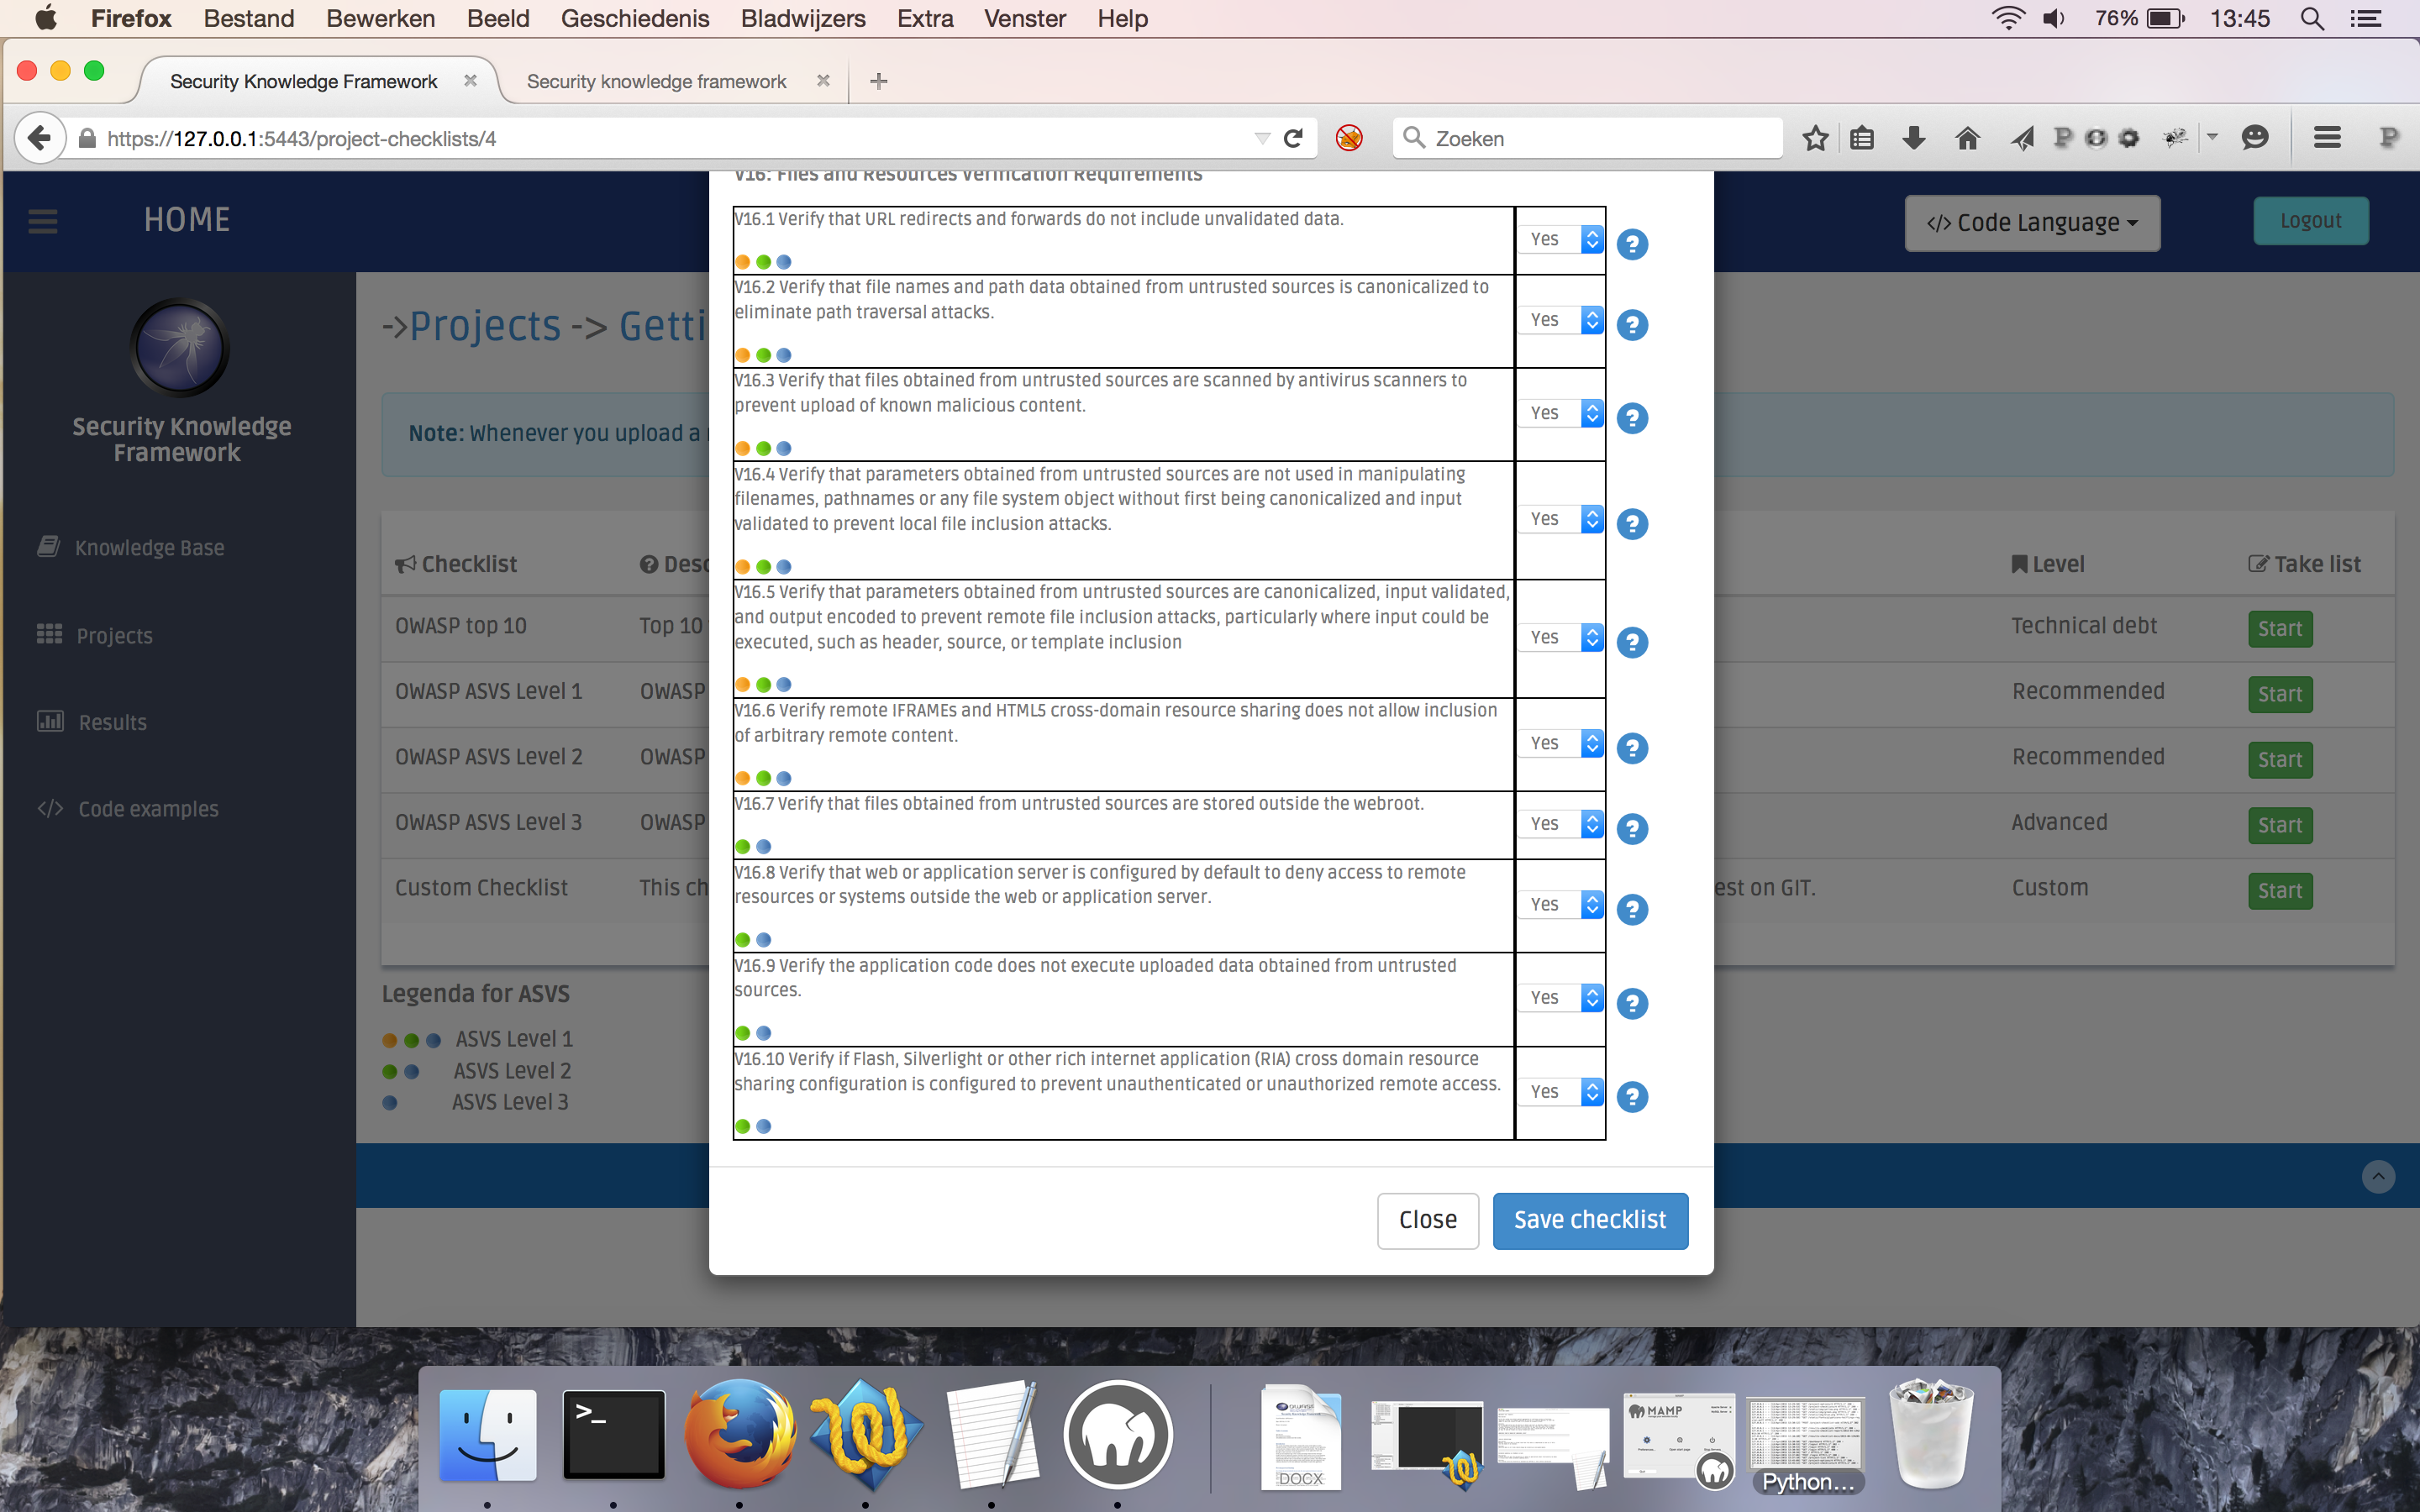 Firefox Bestand Bewerken Beeld Geschiedenis Bladwijzers Extra Venster Help 76% 13:45
Security Knowledge Framework Security knowledge framework
https://127.0.0.1:5443/project-checklists/4 Zoeken
V16: Files and Resources Verification Requirements
HOME Code Language Logout
V16.1 Verify that URL redirects and forwards do not include unvalidated data.
Yes
V16.2 Verify that file names and path data obtained from untrusted sources is canonicalized to
eliminate path traversal attacks.
Yes
V16.3 Verify that files obtained from untrusted sources are scanned by antivirus scanners to
prevent upload of known malicious content.
Yes
V16.4 Verify that parameters obtained from untrusted sources are not used in manipulating
filenames, pathnames or any file system object without first being canonicalized and input
validated to prevent local file inclusion attacks.
Yes
V16.5 Verify that parameters obtained from untrusted sources are canonicalized, input validated,
and output encoded to prevent remote file inclusion attacks, particularly where input could be
executed, such as header, source, or template inclusion
Yes
V16.6 Verify remote IFRAMEs and HTML5 cross-domain resource sharing does not allow inclusion
of arbitrary remote content.
Yes
V16.7 Verify that files obtained from untrusted sources are stored outside the webroot.
Yes
V16.8 Verify that web or application server is configured by default to deny access to remote
resources or systems outside the web or application server.
Yes
V16.9 Verify the application code does not execute uploaded data obtained from untrusted
sources.
Yes
V16.10 Verify if Flash, Silverlight or other rich internet application (RIA) cross domain resource
sharing configuration is configured to prevent unauthenticated or unauthorized remote access.
Yes
Close Save checklist
Security Knowledge
Framework
Knowledge Base
Projects
Results
Code examples
->Projects -> Getti
Note: Whenever you upload a
Checklist Desc Level Take list
OWASP top 10 Top 10 Technical debt Start
OWASP ASVS Level 1 OWASP Recommended Start
OWASP ASVS Level 2 OWASP Recommended Start
OWASP ASVS Level 3 OWASP Advanced Start
Custom Checklist This ch est on GIT. Custom Start
Legenda for ASVS
ASVS Level 1
ASVS Level 2
ASVS Level 3
DOCX
MAMP
Python...